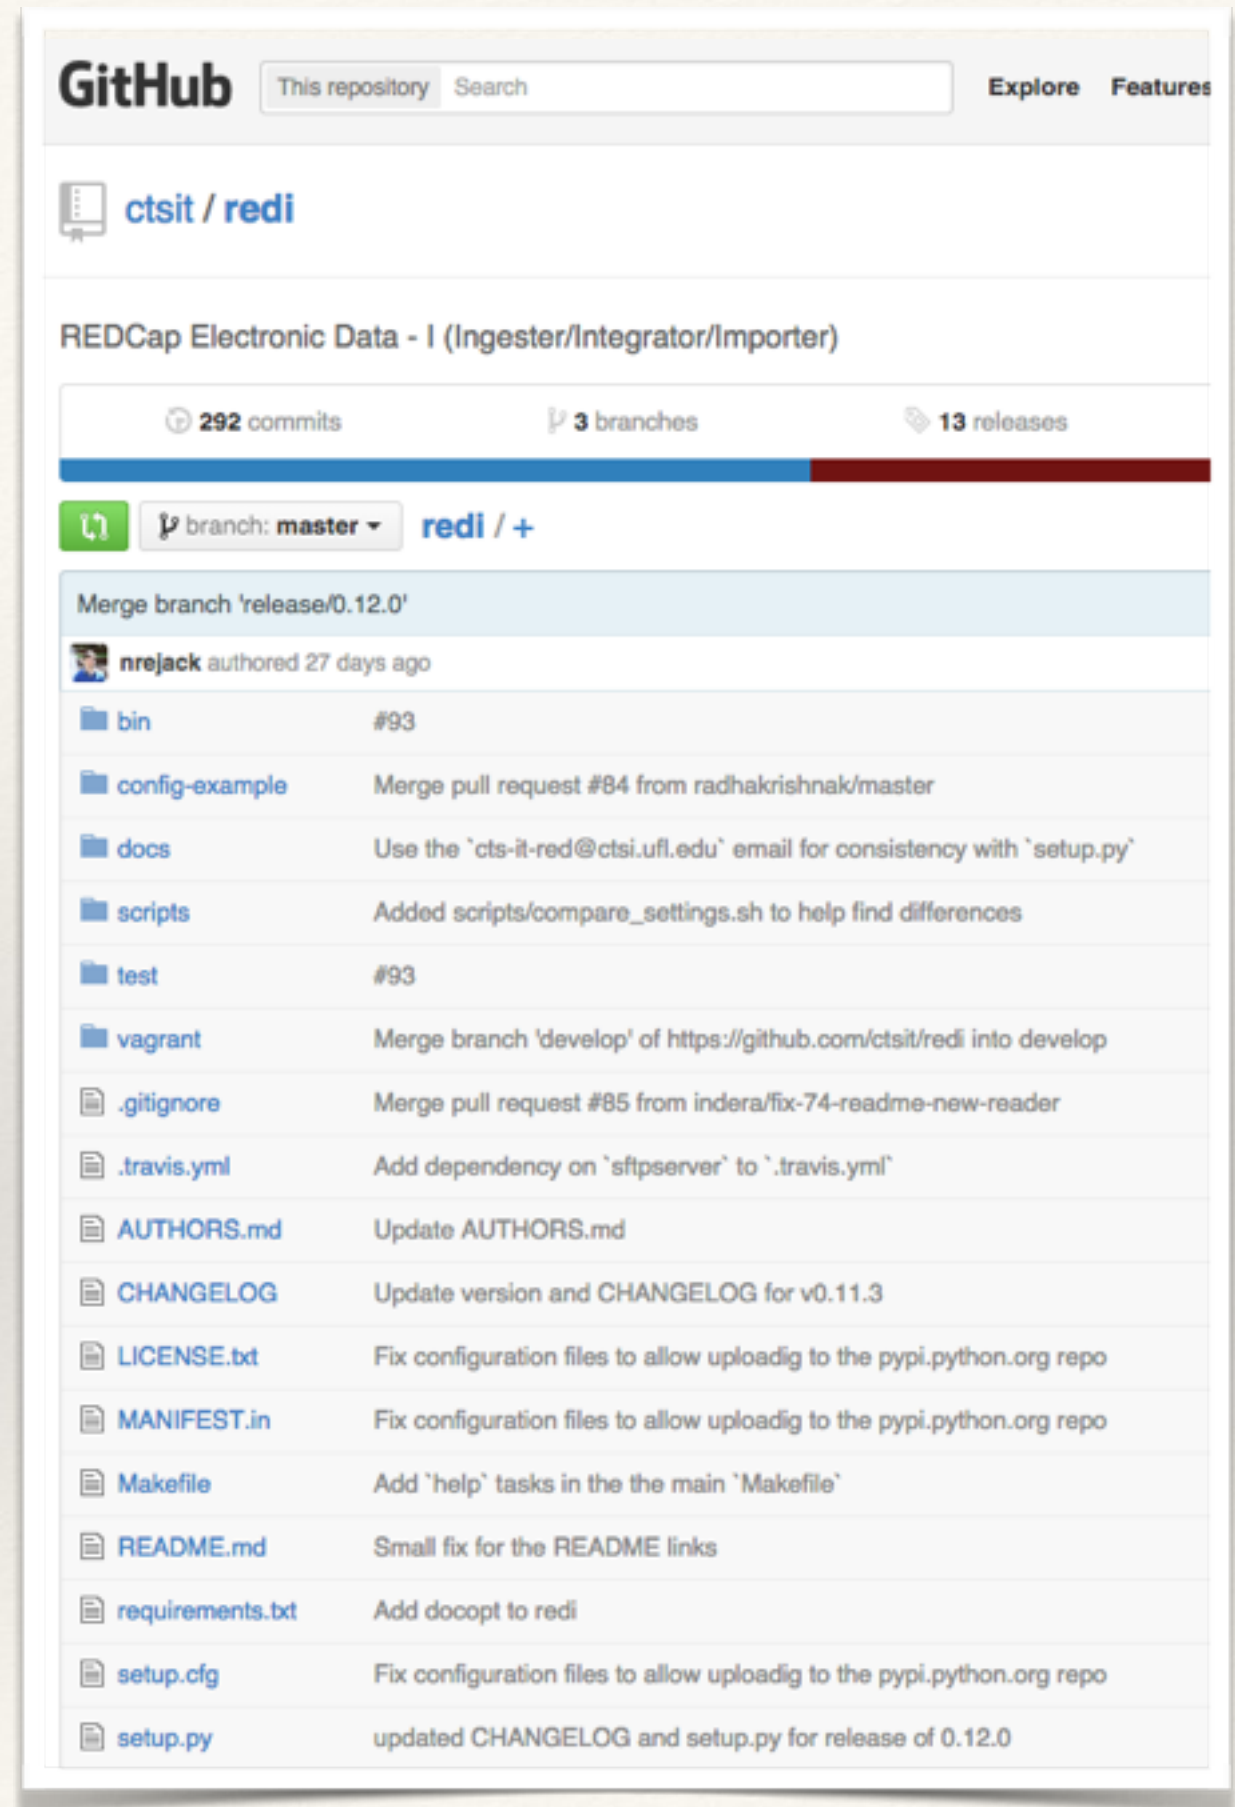 GitHub This repository Search Explore Features
ctsit / redi
REDCap Electronic Data - I (Ingester/Integrator/Importer)
292 commits 3 branches 13 releases
branch: master redi / +
Merge branch 'release/0.12.0'
nrejack authored 27 days ago
bin #93
config-example Merge pull request #84 from radhakrishnak/master
docs Use the `cts-it-red@ctsi.ufl.edu` email for consistency with `setup.py`
scripts Added scripts/compare_settings.sh to help find differences
test #93
vagrant Merge branch 'develop' of https://github.com/ctsit/redi into develop
.gitignore Merge pull request #85 from indera/fix-74-readme-new-reader
.travis.yml Add dependency on `sftpserver` to `.travis.yml`
AUTHORS.md Update AUTHORS.md
CHANGELOG Update version and CHANGELOG for v0.11.3
LICENSE.txt Fix configuration files to allow uploadig to the pypi.python.org repo
MANIFEST.in Fix configuration files to allow uploadig to the pypi.python.org repo
Makefile Add `help` tasks in the the main `Makefile`
README.md Small fix for the README links
requirements.txt Add docopt to redi
setup.cfg Fix configuration files to allow uploadig to the pypi.python.org repo
setup.py updated CHANGELOG and setup.py for release of 0.12.0